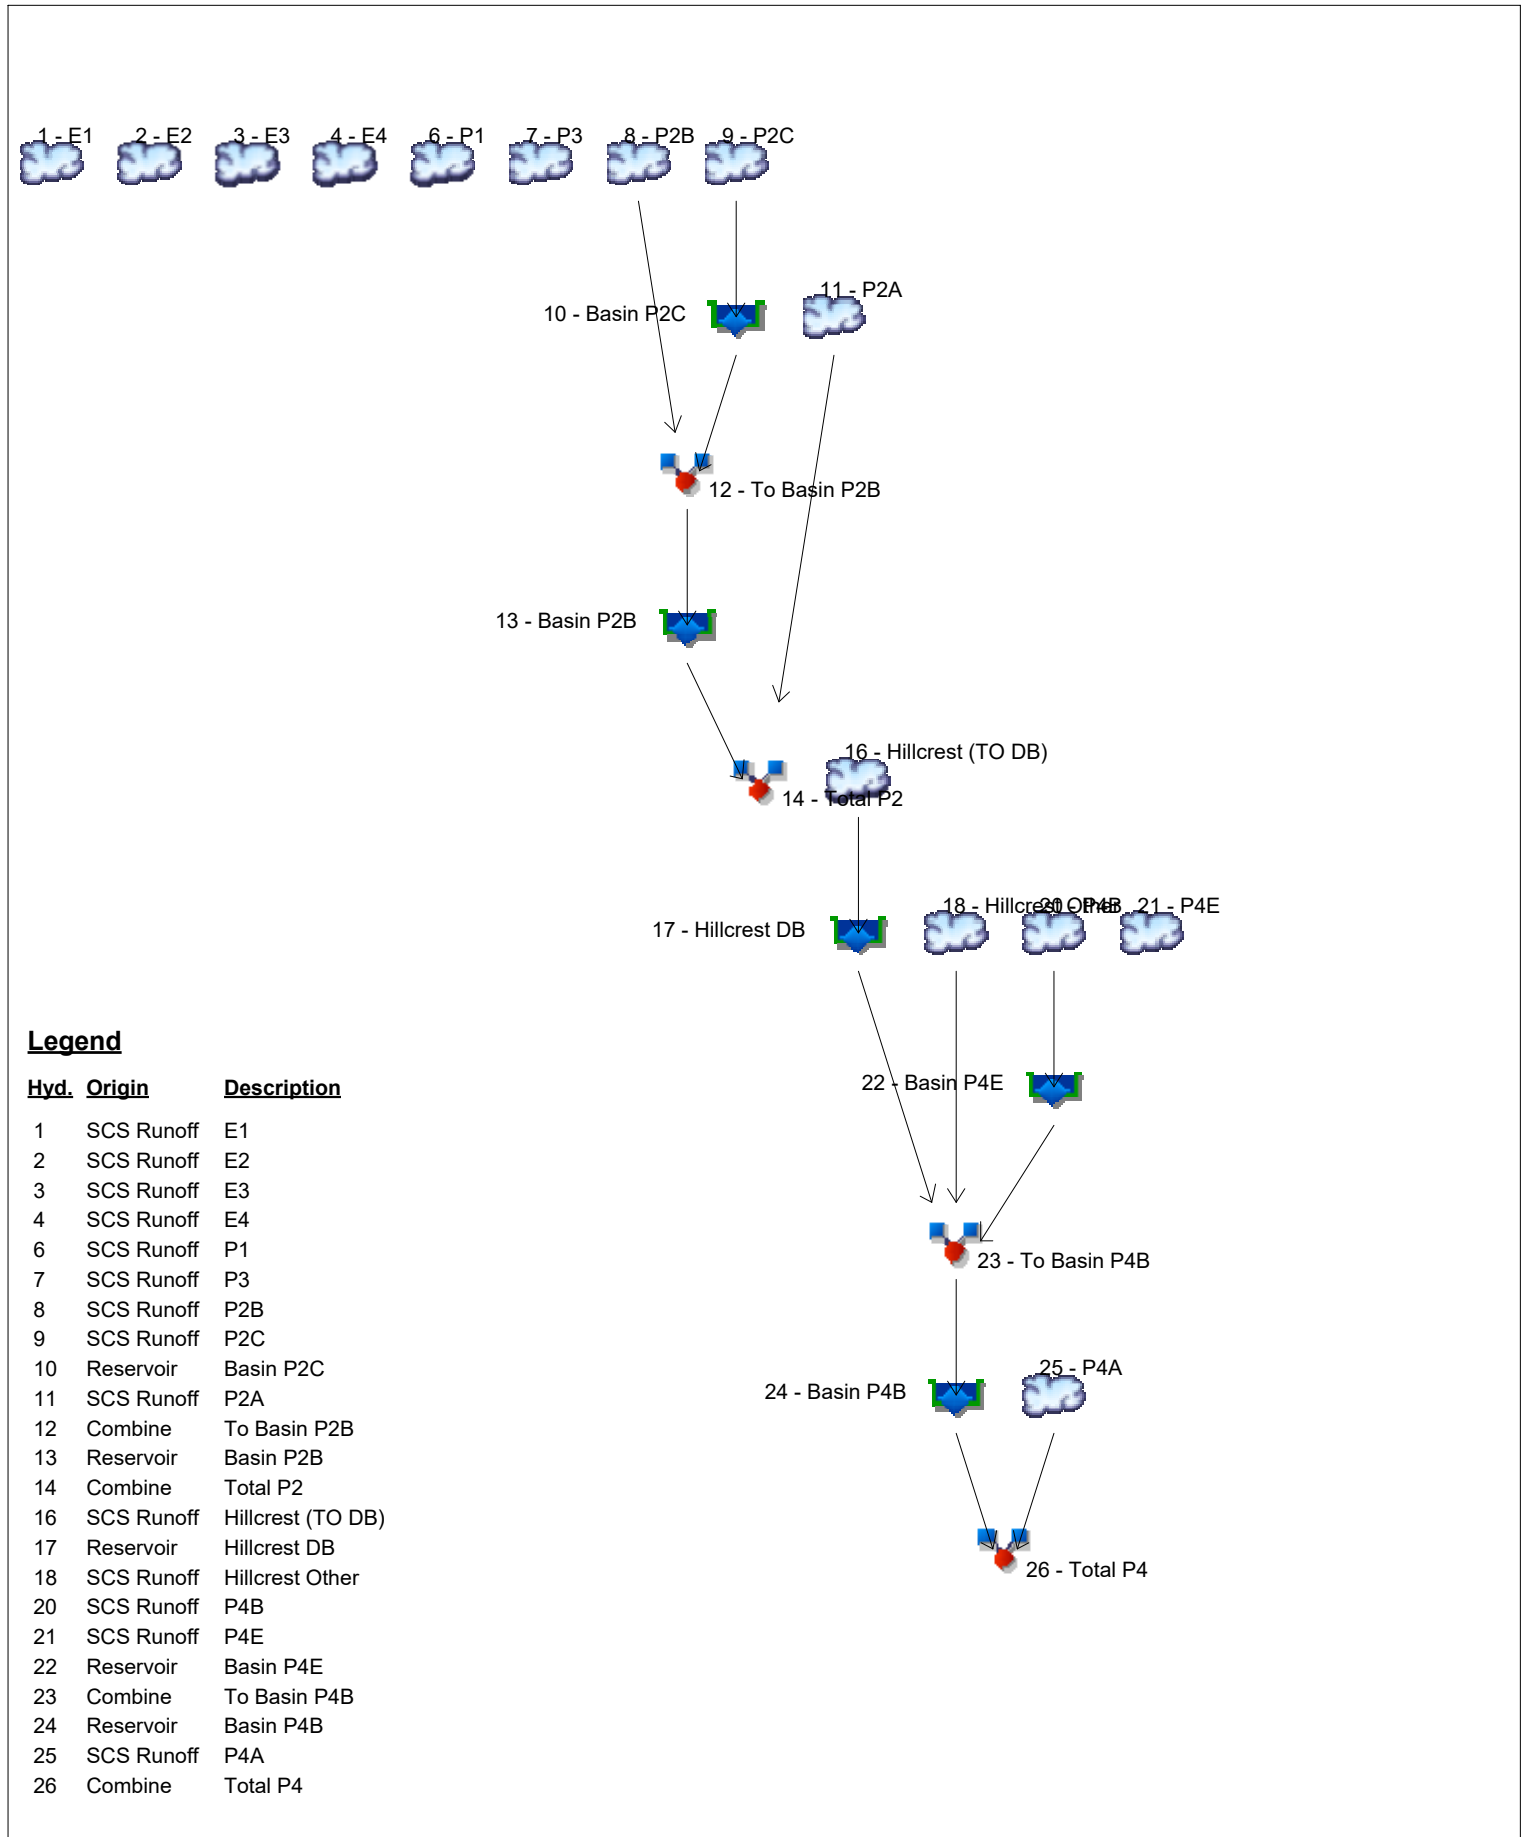 1 - E1 2 - E2 3 - E3 4 - E4 6 - P1 7 - P3 8 - P2B 9 - P2C
11 - P2A
10 - Basin P2C
12 - To Basin P2B
13 - Basin P2B
16 - Hillcrest (TO DB)
14 - Total P2
18 - Hillcrest Other 20 - P4B 21 - P4E
17 - Hillcrest DB
22 - Basin P4E
23 - To Basin P4B
25 - P4A
24 - Basin P4B
26 - Total P4
Legend
Hyd. Origin Description
1 SCS Runoff E1
2 SCS Runoff E2
3 SCS Runoff E3
4 SCS Runoff E4
6 SCS Runoff P1
7 SCS Runoff P3
8 SCS Runoff P2B
9 SCS Runoff P2C
10 Reservoir Basin P2C
11 SCS Runoff P2A
12 Combine To Basin P2B
13 Reservoir Basin P2B
14 Combine Total P2
16 SCS Runoff Hillcrest (TO DB)
17 Reservoir Hillcrest DB
18 SCS Runoff Hillcrest Other
20 SCS Runoff P4B
21 SCS Runoff P4E
22 Reservoir Basin P4E
23 Combine To Basin P4B
24 Reservoir Basin P4B
25 SCS Runoff P4A
26 Combine Total P4